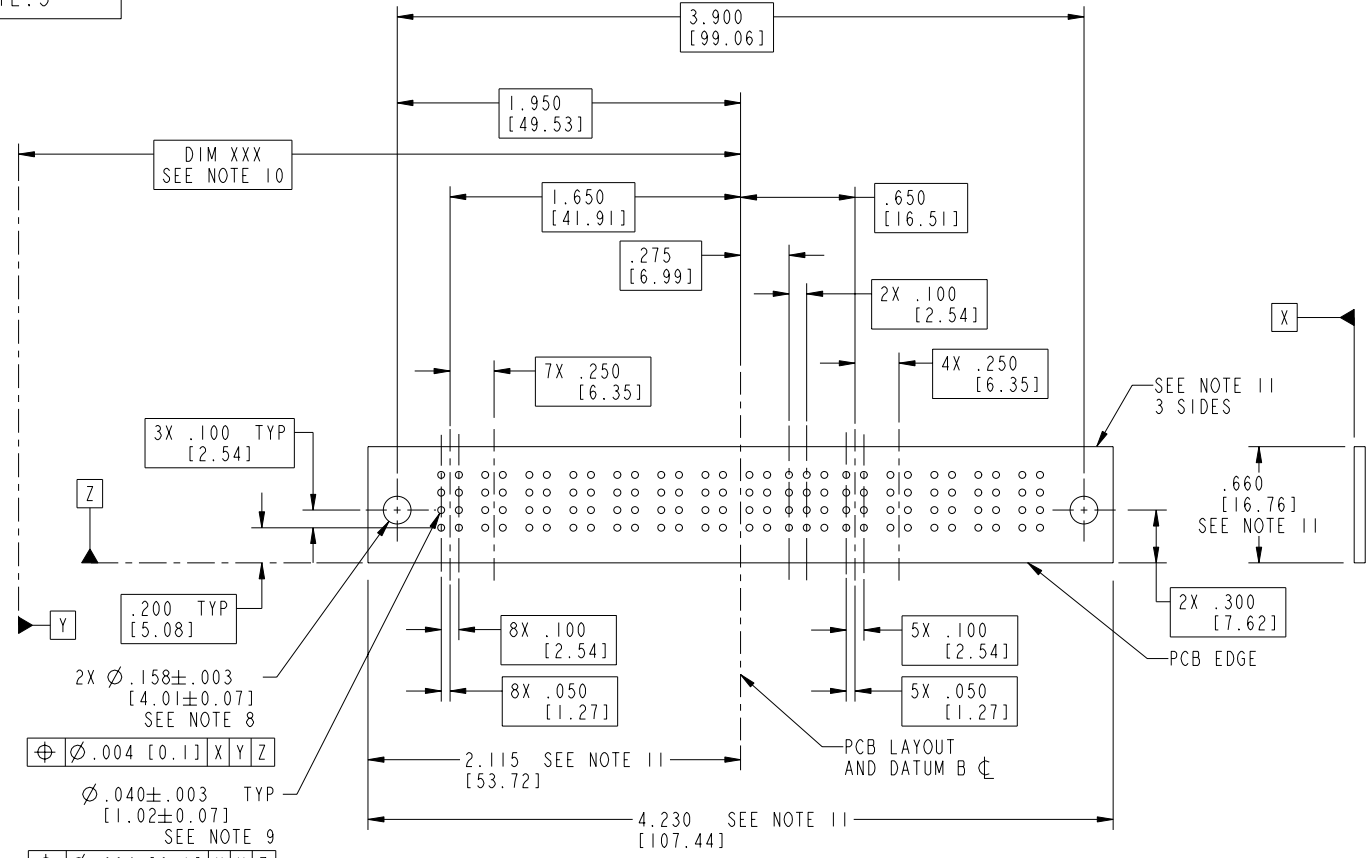 3.900
[99.06]
1.950
[49.53]
DIM XXX
SEE NOTE 10
1.650
[41.91]
.650
[16.51]
.275
[6.99]
2X .100
[2.54]
X
7X .250
[6.35]
4X .250
[6.35]
SEE NOTE 11
3 SIDES
3X .100 TYP
[2.54]
Z
.660
[16.76]
SEE NOTE 11
.200 TYP
[5.08]
Y
2X .300
[7.62]
8X .100
[2.54]
5X .100
[2.54]
PCB EDGE
2X Ø.158±.003
[4.01±0.07]
SEE NOTE 8
8X .050
[1.27]
5X .050
[1.27]
⌖ Ø.004 [0.1] X Y Z
2.115 SEE NOTE 11
[53.72]
PCB LAYOUT
AND DATUM B ℄
Ø.040±.003 TYP
[1.02±0.07]
SEE NOTE 9
4.230 SEE NOTE 11
[107.44]